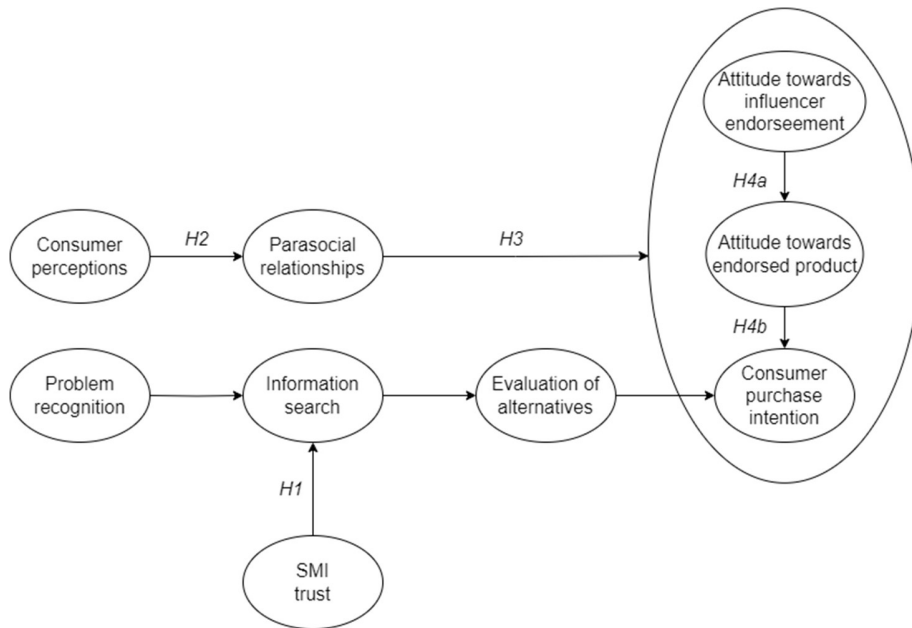 Attitude towards
influencer
endorseement
H4a
Consumer
perceptions
H2
Parasocial
relationships
H3
Attitude towards
endorsed product
H4b
Problem
recognition
Information
search
Evaluation of
alternatives
Consumer
purchase
intention
H1
SMI
trust